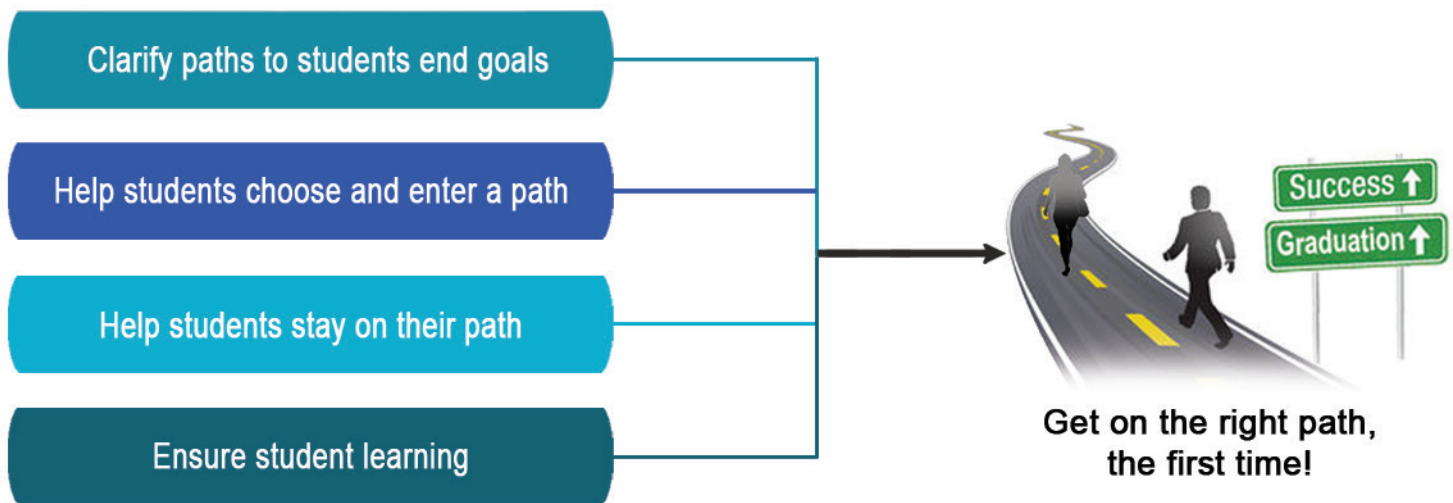 Clarify paths to students end goals
Help students choose and enter a path
Help students stay on their path
Ensure student learning
Success ↑
Graduation ↑
Get on the right path,
the first time!